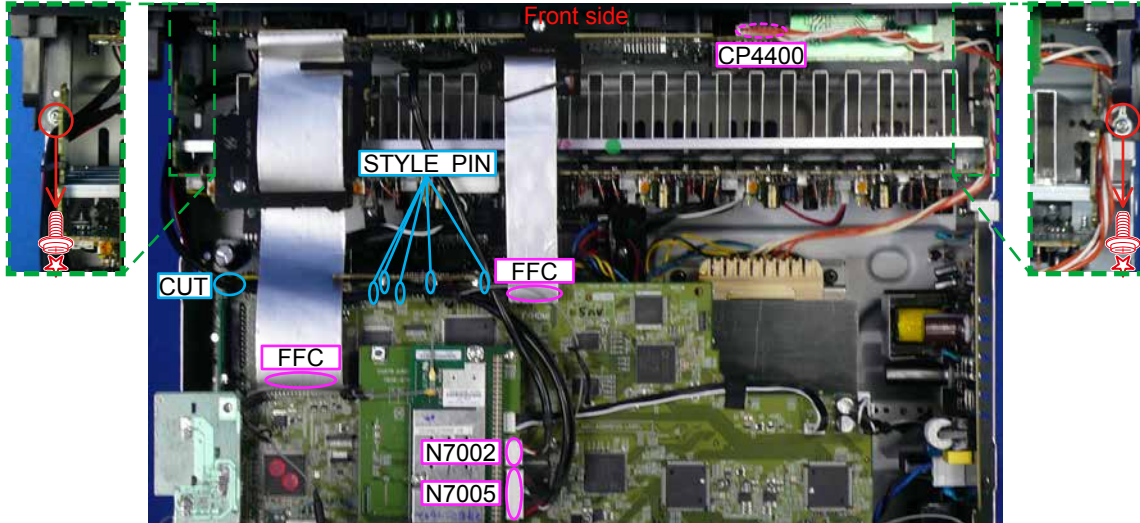 Front side
CP4400
STYLE PIN
CUT
FFC
FFC
N7002
N7005